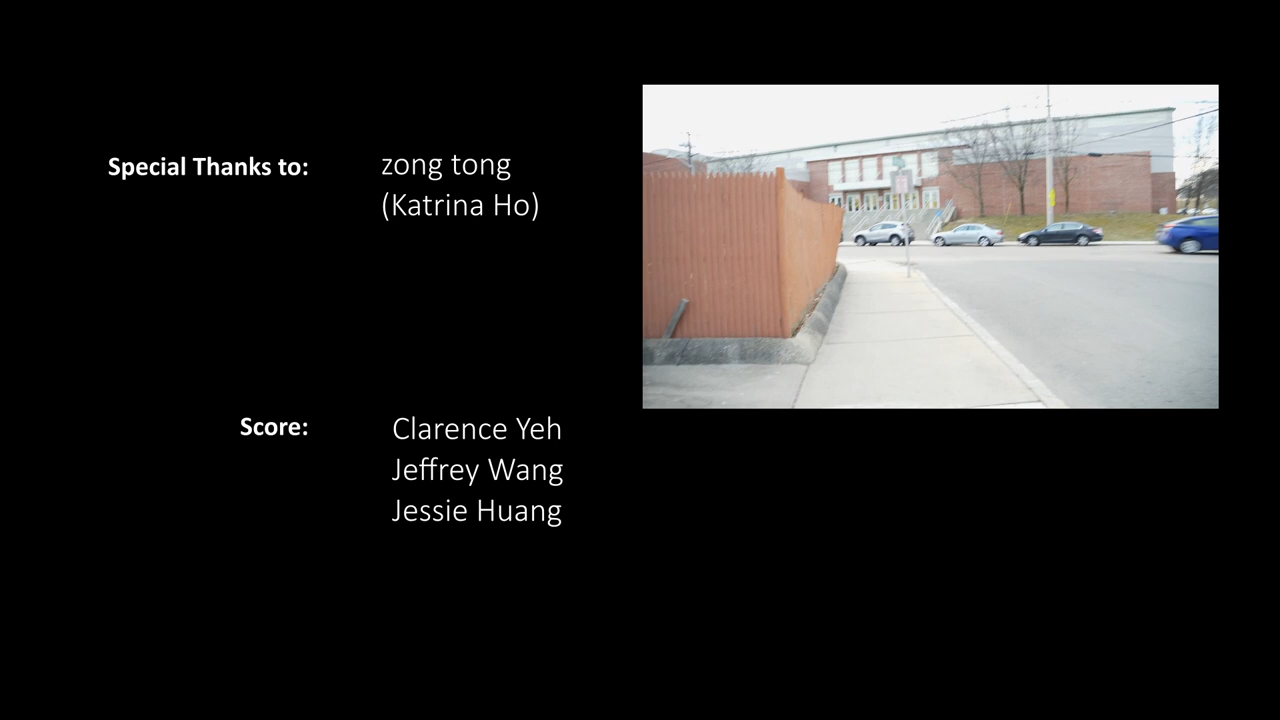 Special Thanks to:
zong tong
(Katrina Ho)
Score:
Clarence Yeh
Jeffrey Wang
Jessie Huang